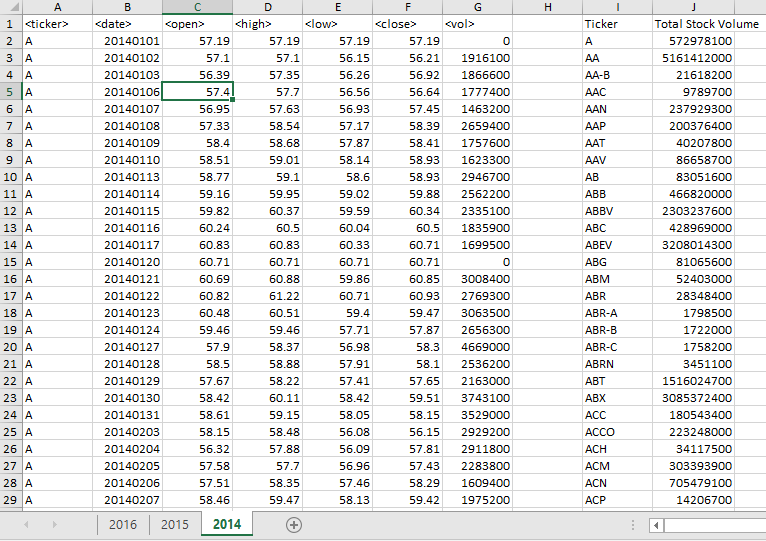 A B C D E F G H I J
1 <ticker> <date> <open> <high> <low> <close> <vol> Ticker Total Stock Volume
2 A 20140101 57.19 57.19 57.19 57.19 0 A 572978100
3 A 20140102 57.1 57.1 56.15 56.21 1916100 AA 5161412000
4 A 20140103 56.39 57.35 56.26 56.92 1866600 AA-B 21618200
5 A 20140106 57.4 57.7 56.56 56.64 1777400 AAC 9789700
6 A 20140107 56.95 57.63 56.93 57.45 1463200 AAN 237929300
7 A 20140108 57.33 58.54 57.17 58.39 2659400 AAP 200376400
8 A 20140109 58.4 58.68 57.87 58.41 1757600 AAT 40207800
9 A 20140110 58.51 59.01 58.14 58.93 1623300 AAV 86658700
10 A 20140113 58.77 59.1 58.6 58.93 2946700 AB 83051600
11 A 20140114 59.16 59.95 59.02 59.88 2562200 ABB 466820000
12 A 20140115 59.82 60.37 59.59 60.34 2335100 ABBV 2303237600
13 A 20140116 60.24 60.5 60.04 60.5 1835900 ABC 428969000
14 A 20140117 60.83 60.83 60.33 60.71 1699500 ABEV 3208014300
15 A 20140120 60.71 60.71 60.71 60.71 0 ABG 81065600
16 A 20140121 60.69 60.88 59.86 60.85 3008400 ABM 52403000
17 A 20140122 60.82 61.22 60.71 60.93 2769300 ABR 28348400
18 A 20140123 60.48 60.51 59.4 59.47 3063500 ABR-A 1798500
19 A 20140124 59.46 59.46 57.71 57.87 2656300 ABR-B 1722000
20 A 20140127 57.9 58.37 56.98 58.3 4669000 ABR-C 1758200
21 A 20140128 58.5 58.88 57.91 58.1 2536200 ABRN 3451100
22 A 20140129 57.67 58.22 57.41 57.65 2163000 ABT 1516024700
23 A 20140130 58.42 60.11 58.42 59.51 3743100 ABX 3085372400
24 A 20140131 58.61 59.15 58.05 58.15 3529000 ACC 180543400
25 A 20140203 58.15 58.48 56.08 56.15 2929200 ACCO 223248000
26 A 20140204 56.32 57.88 56.09 57.81 2911800 ACH 34117500
27 A 20140205 57.58 57.7 56.96 57.43 2283800 ACM 303393900
28 A 20140206 57.51 58.35 57.46 58.29 1609400 ACN 705479100
29 A 20140207 58.46 59.47 58.13 59.42 1975200 ACP 14206700
2016 2015 2014